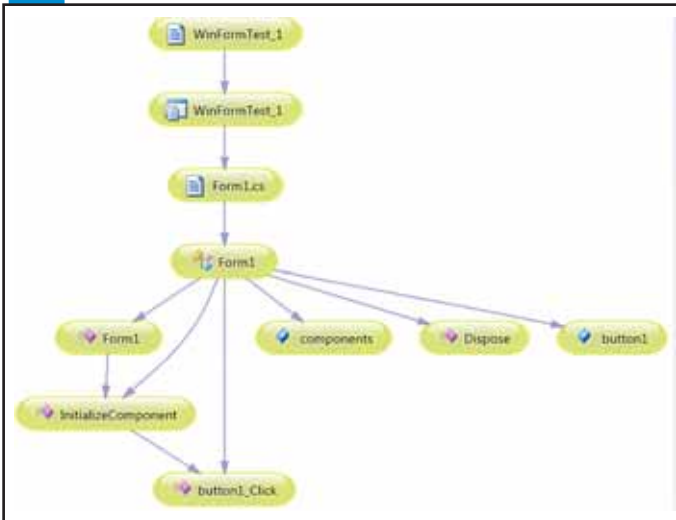 WinFormTest_1
WinFormTest_1
Form1.cs
Form1
Form1
components
Dispose
button1
InitializeComponent
button1_Click